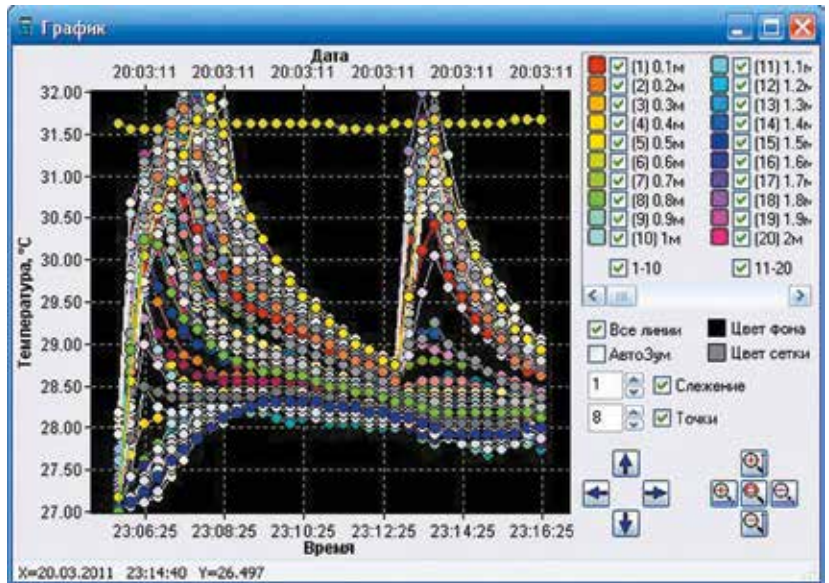 График
Дата
20:03:11 20:03:11 20:03:11 20:03:11 20:03:11 20:03:11
32.00
31.50
31.00
30.50
30.00
29.50
29.00
28.50
28.00
27.50
27.00
Температура, °C
23:06:25 23:08:25 23:10:25 23:12:25 23:14:25 23:16:25
Время
(1) 0.1м (11) 1.1м
(2) 0.2м (12) 1.2м
(3) 0.3м (13) 1.3м
(4) 0.4м (14) 1.4м
(5) 0.5м (15) 1.5м
(6) 0.6м (16) 1.6м
(7) 0.7м (17) 1.7м
(8) 0.8м (18) 1.8м
(9) 0.9м (19) 1.9м
(10) 1м (20) 2м
1-10 11-20
Все линии Цвет фона
АвтоЗум Цвет сетки
1 Слежение
8 Точки
X=20.03.2011 23:14:40 Y=26.497